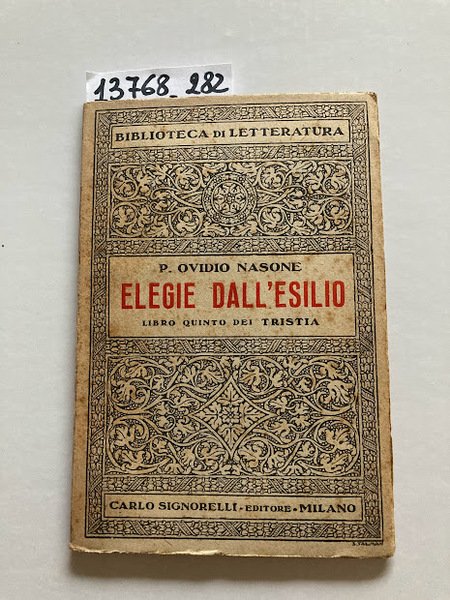 13768_282
BIBLIOTECA DI LETTERATURA
P. OVIDIO NASONE
ELEGIE DALL'ESILIO
LIBRO QUINTO DEI TRISTIA
CARLO SIGNORELLI • EDITORE • MILANO